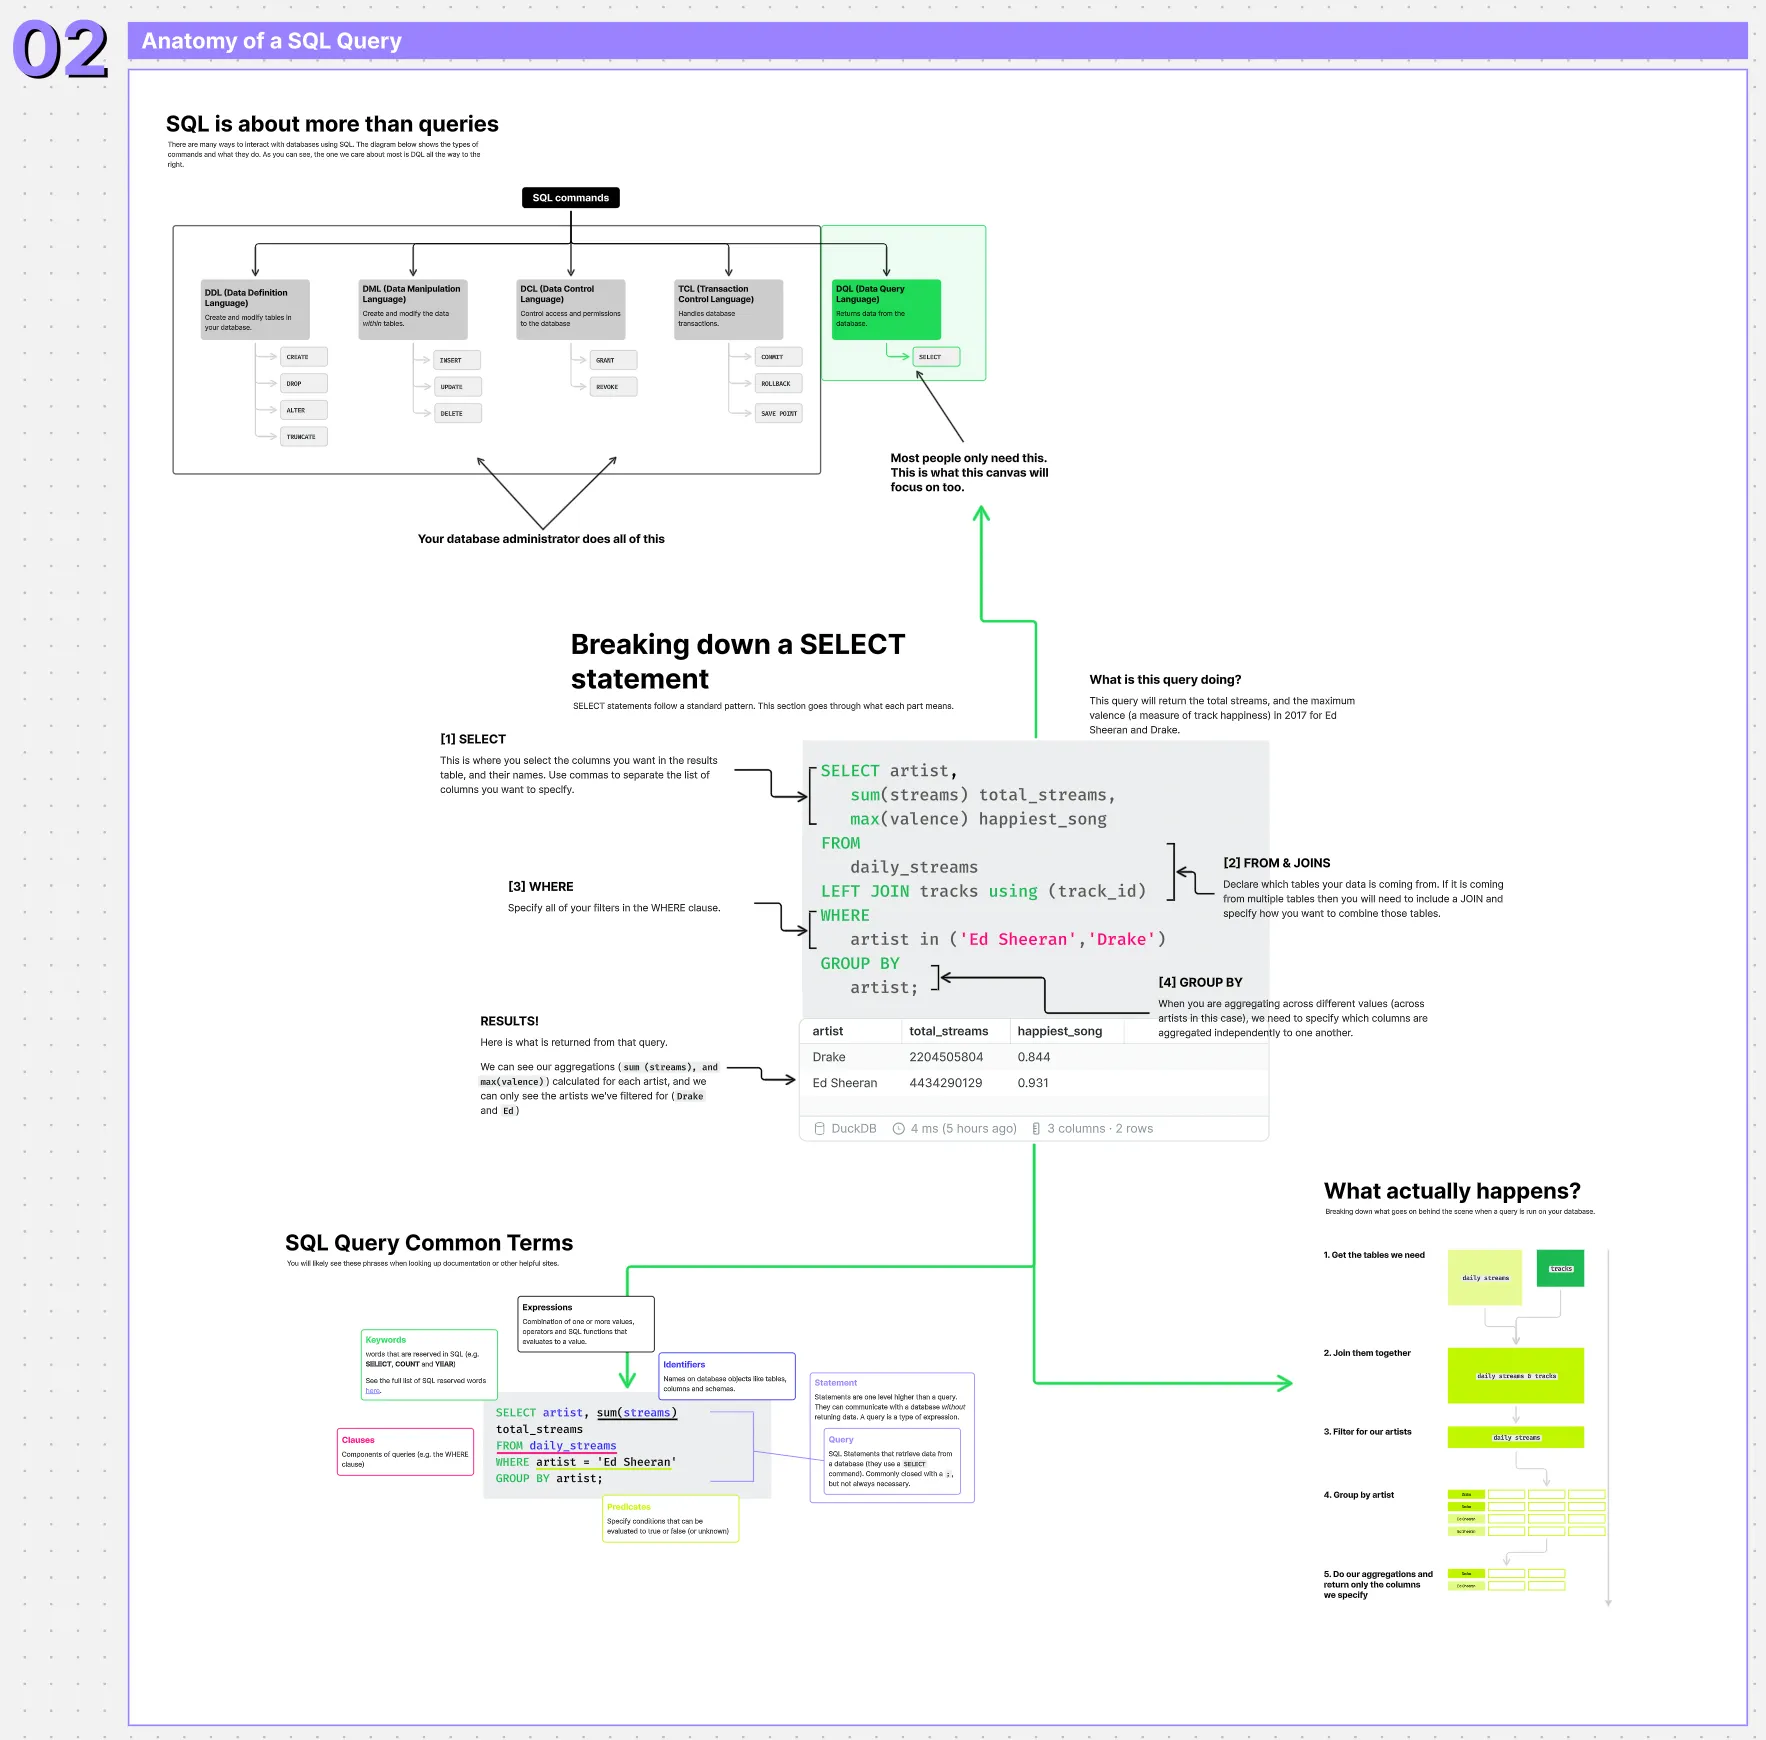 02
Anatomy of a SQL Query
SQL is about more than queries
There are many ways to interact with databases using SQL. The diagram below shows the types of
commands and what they do. As you can see, the one we care about most is DQL all the way to the
right.
SQL commands
DDL (Data Definition
Language)
Create and modify tables in
your database.
CREATE
DROP
ALTER
TRUNCATE
DML (Data Manipulation
Language)
Create and modify the data
within tables.
INSERT
UPDATE
DELETE
DCL (Data Control
Language)
Control access and permissions
to the database
GRANT
REVOKE
TCL (Transaction
Control Language)
Handles database
transactions.
COMMIT
ROLLBACK
SAVE POINT
DQL (Data Query
Language)
Returns data from the
database.
SELECT
Most people only need this.
This is what this canvas will
focus on too.
Your database administrator does all of this
Breaking down a SELECT
statement
SELECT statements follow a standard pattern. This section goes through what each part means.
What is this query doing?
This query will return the total streams, and the maximum
valence (a measure of track happiness) in 2017 for Ed
Sheeran and Drake.
[1] SELECT
This is where you select the columns you want in the results
table, and their names. Use commas to separate the list of
columns you want to specify.
SELECT artist,
sum(streams) total_streams,
max(valence) happiest_song
FROM
daily_streams
LEFT JOIN tracks using (track_id)
WHERE
artist in ('Ed Sheeran','Drake')
GROUP BY
artist;
[2] FROM & JOINS
Declare which tables your data is coming from. If it is coming
from multiple tables then you will need to include a JOIN and
specify how you want to combine those tables.
[3] WHERE
Specify all of your filters in the WHERE clause.
[4] GROUP BY
When you are aggregating across different values (across
artists in this case), we need to specify which columns are
aggregated independently to one another.
RESULTS!
Here is what is returned from that query.
We can see our aggregations (sum (streams), and
max(valence)) calculated for each artist, and we
can only see the artists we've filtered for (Drake
and Ed)
artist total_streams happiest_song
Drake 2204505804 0.844
Ed Sheeran 4434290129 0.931
DuckDB 4 ms (5 hours ago) 3 columns · 2 rows
SQL Query Common Terms
You will likely see these phrases when looking up documentation or other helpful sites.
Expressions
Combination of one or more values,
operators and SQL functions that
evaluates to a value.
Keywords
words that are reserved in SQL (e.g.
SELECT, COUNT and YEAR)
See the full list of SQL reserved words
here.
Identifiers
Names on database objects like tables,
columns and schemas.
Statement
Statements are one level higher than a query.
They can communicate with a database without
retuning data. A query is a type of expression.
Query
SQL Statements that retrieve data from
a database (they use a SELECT
command). Commonly closed with a ;,
but not always necessary.
Clauses
Components of queries (e.g. the WHERE
clause)
SELECT artist, sum(streams)
total_streams
FROM daily_streams
WHERE artist = 'Ed Sheeran'
GROUP BY artist;
Predicates
Specify conditions that can be
evaluated to true or false (or unknown)
What actually happens?
Breaking down what goes on behind the scene when a query is run on your database.
1. Get the tables we need
daily streams
tracks
2. Join them together
daily streams & tracks
3. Filter for our artists
daily streams
4. Group by artist
Drake
Drake
Ed Sheeran
Ed Sheeran
5. Do our aggregations and
return only the columns
we specify
Drake
Ed Sheeran